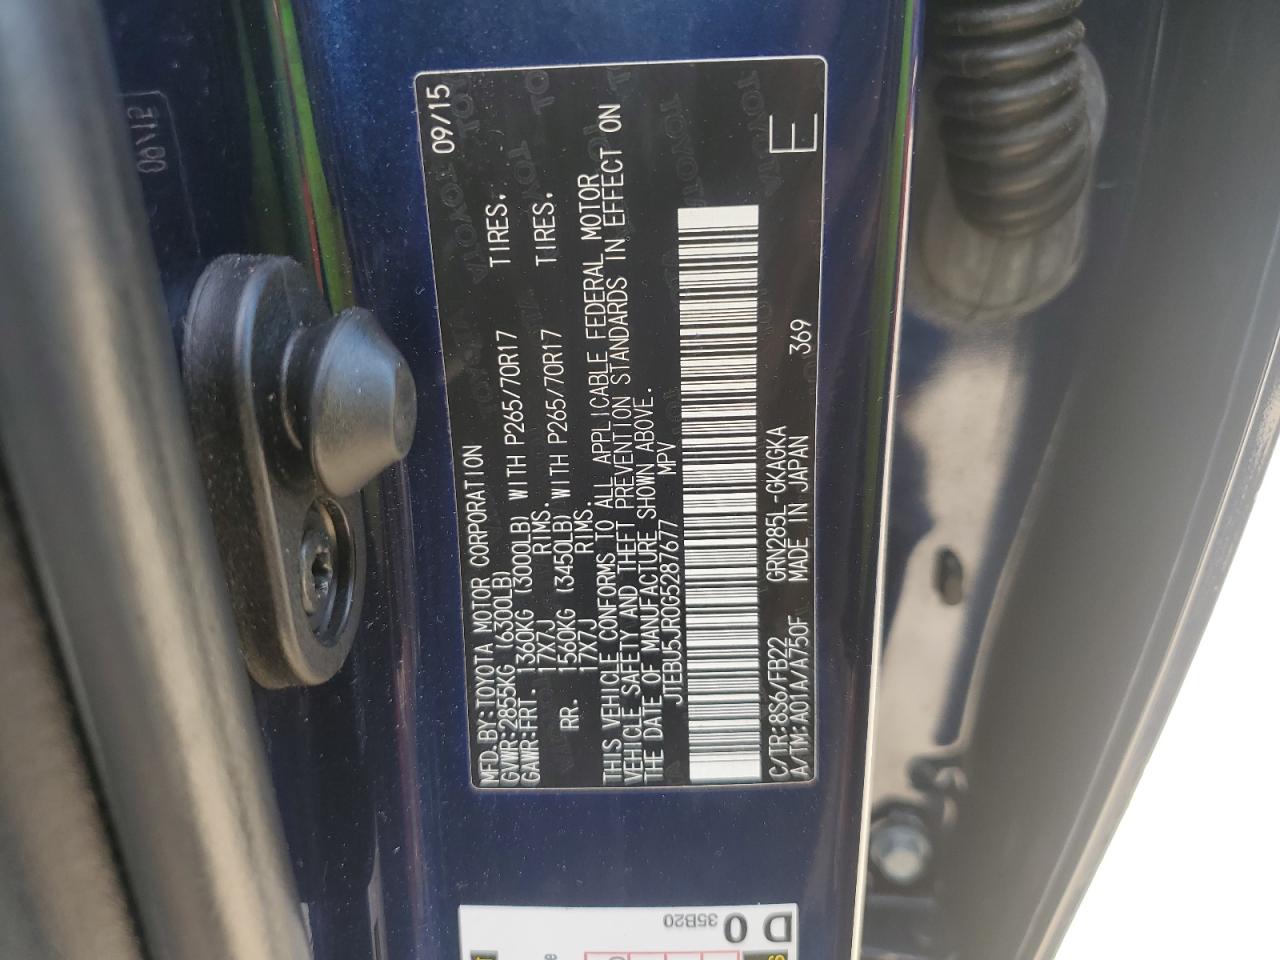 MFD. BY: TOYOTA MOTOR CORPORATION 09/15
GVWR: 2855KG (6300LB)
GAWR: FRT. 1360KG (3000LB) WITH P265/70R17 TIRES.
17X7J RIMS.
RR. 1560KG (3450LB) WITH P265/70R17 TIRES.
17X7J RIMS.
THIS VEHICLE CONFORMS TO ALL APPLICABLE FEDERAL MOTOR
VEHICLE SAFETY AND THEFT PREVENTION STANDARDS IN EFFECT ON
THE DATE OF MANUFACTURE SHOWN ABOVE.
JTEBU5JR0G5287677 MPV
C/TR: 8S6/FB22 GRN285L-GKAGKA 369 E
A/TM: A01A/A750F MADE IN JAPAN
D 0
35B20